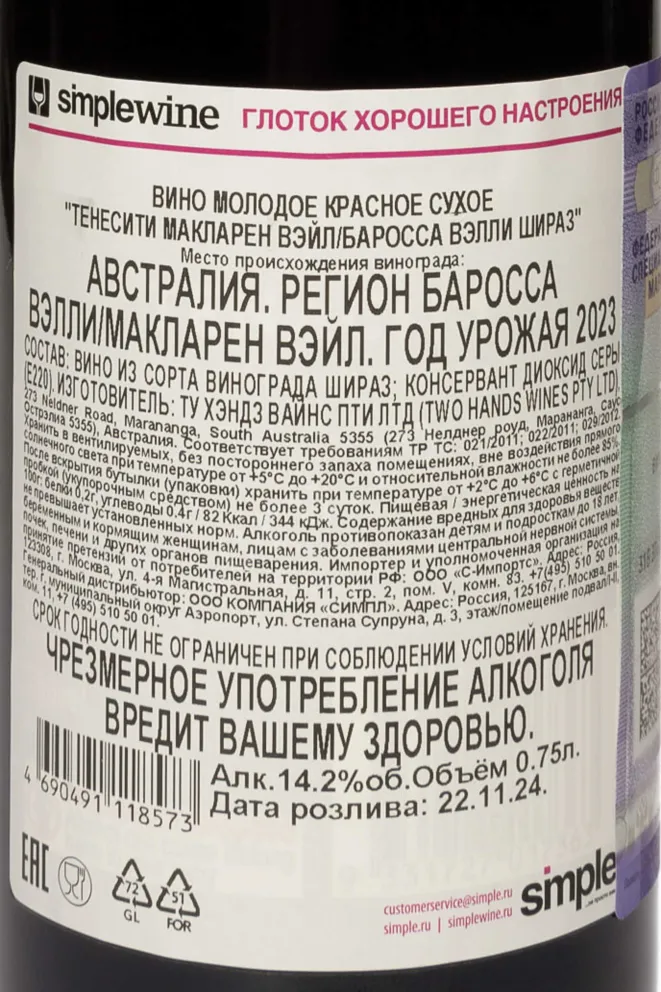 simplewine ГЛОТОК ХОРОШЕГО НАСТРОЕНИЯ
ВИНО МОЛОДОЕ КРАСНОЕ СУХОЕ
"ТЕНЕСИТИ МАКЛАРЕН ВЭЙЛ/БАРОССА ВЭЛЛИ ШИРАЗ"
Место происхождения винограда:
АВСТРАЛИЯ. РЕГИОН БАРОССА
ВЭЛЛИ/МАКЛАРЕН ВЭЙЛ. ГОД УРОЖАЯ 2023
СОСТАВ: ВИНО ИЗ СОРТА ВИНОГРАДА ШИРАЗ; КОНСЕРВАНТ ДИОКСИД СЕРЫ
(Е220). ИЗГОТОВИТЕЛЬ: ТУ ХЭНДЗ ВАЙНС ПТИ ЛТД (TWO HANDS WINES PTY LTD).
273 Neldner Road, Marananga, South Australia 5355 (273 Нелднер роуд, Марананга, Саус
Острэлиа 5355), Австралия. Соответствует требованиям ТР ТС: 021/2011; 022/2011; 029/2012.
Хранить в вентилируемых, без постороннего запаха помещениях, вне воздействия прямого
солнечного света при температуре от +5°С до +20°С и относительной влажности не более 85%.
После вскрытия бутылки (упаковки) хранить при температуре от +2°С до +6°С с герметичной
пробкой (укупорочным средством) не более 3 суток. Пищевая / энергетическая ценность на
100г: белки 0,2г, углеводы 0.4г / 82 Ккал / 344 кДж. Содержание вредных для здоровья веществ
не превышает установленных норм. Алкоголь противопоказан детям и подросткам до 18 лет,
беременным и кормящим женщинам, лицам с заболеваниями центральной нервной системы,
почек, печени и других органов пищеварения. Импортер и уполномоченная организация на
принятие претензий от потребителей на территории РФ: ООО «С-Импортс». Адрес: Россия,
123308, г. Москва, ул. 4-я Магистральная, д. 11, стр. 2, пом. V, комн. 83. +7(495) 510 50 01.
Генеральный дистрибьютор: ООО КОМПАНИЯ «СИМПЛ». Адрес: Россия, 125167, г. Москва, вн.
тер. г. муниципальный округ Аэропорт, ул. Степана Супруна, д. 3, этаж/помещение подвал/I-II,
ком. 11, +7 (495) 510 50 01.
СРОК ГОДНОСТИ НЕ ОГРАНИЧЕН ПРИ СОБЛЮДЕНИИ УСЛОВИЙ ХРАНЕНИЯ.
ЧРЕЗМЕРНОЕ УПОТРЕБЛЕНИЕ АЛКОГОЛЯ
ВРЕДИТ ВАШЕМУ ЗДОРОВЬЮ.
Алк.14.2%об.Объём 0.75л.
Дата розлива: 22.11.24.
4 690491 118573
EAC
72
GL
51
FOR
customerservice@simple.ru
simple.ru | simplewine.ru
simple